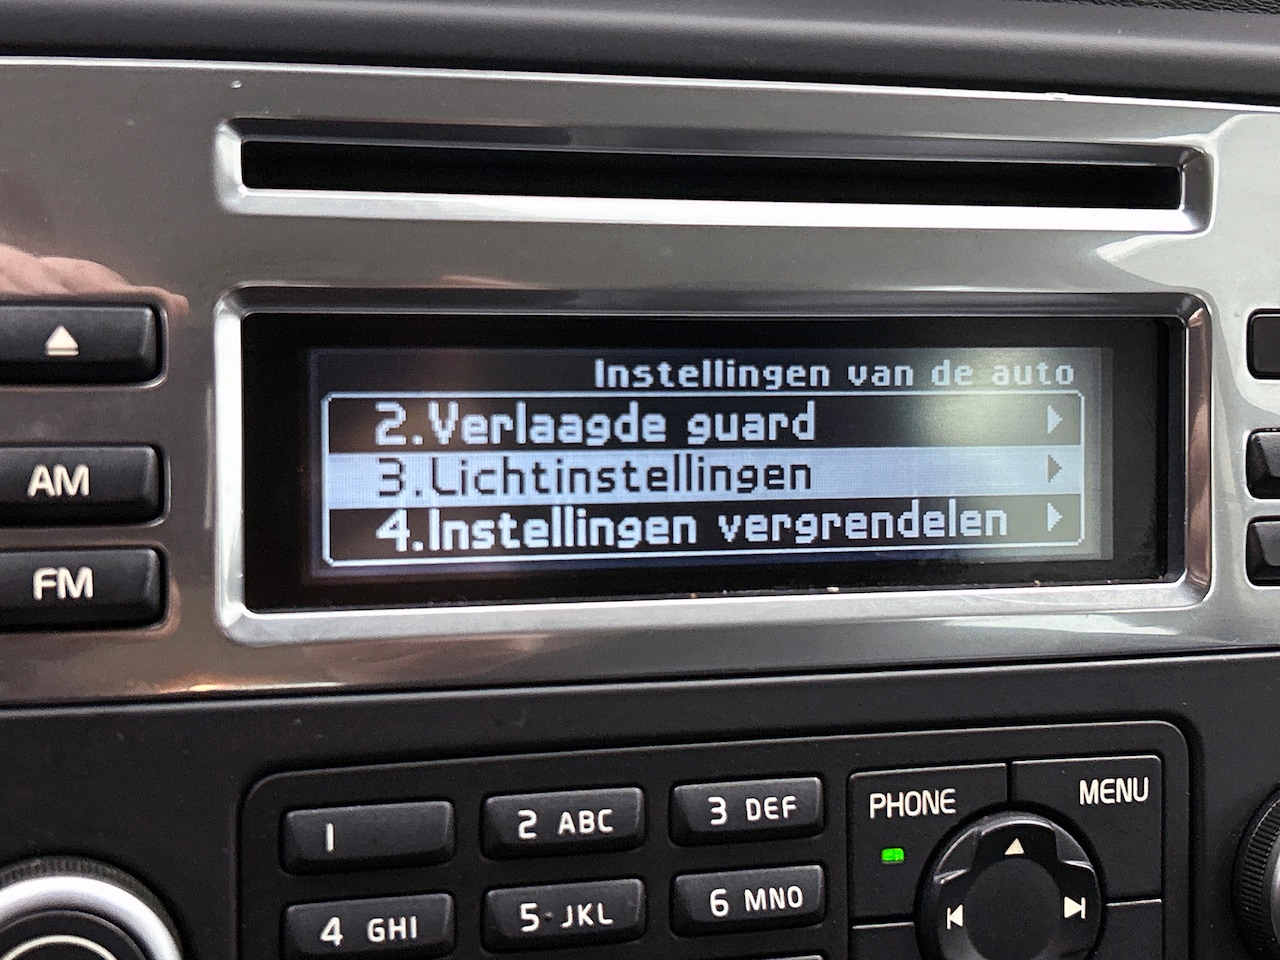 Instellingen van de auto
2.Verlaagde guard
3.Lichtinstellingen
4.Instellingen vergrendelen
AM
FM
1
2 ABC
3 DEF
PHONE
MENU
4 GHI
5 JKL
6 MNO